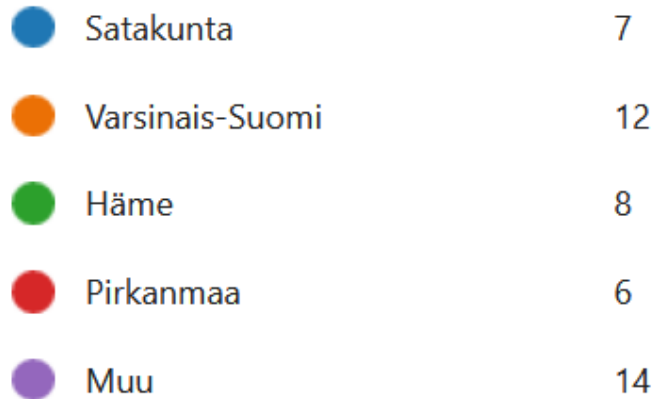 Satakunta 7
Varsinais-Suomi 12
Häme 8
Pirkanmaa 6
Muu 14